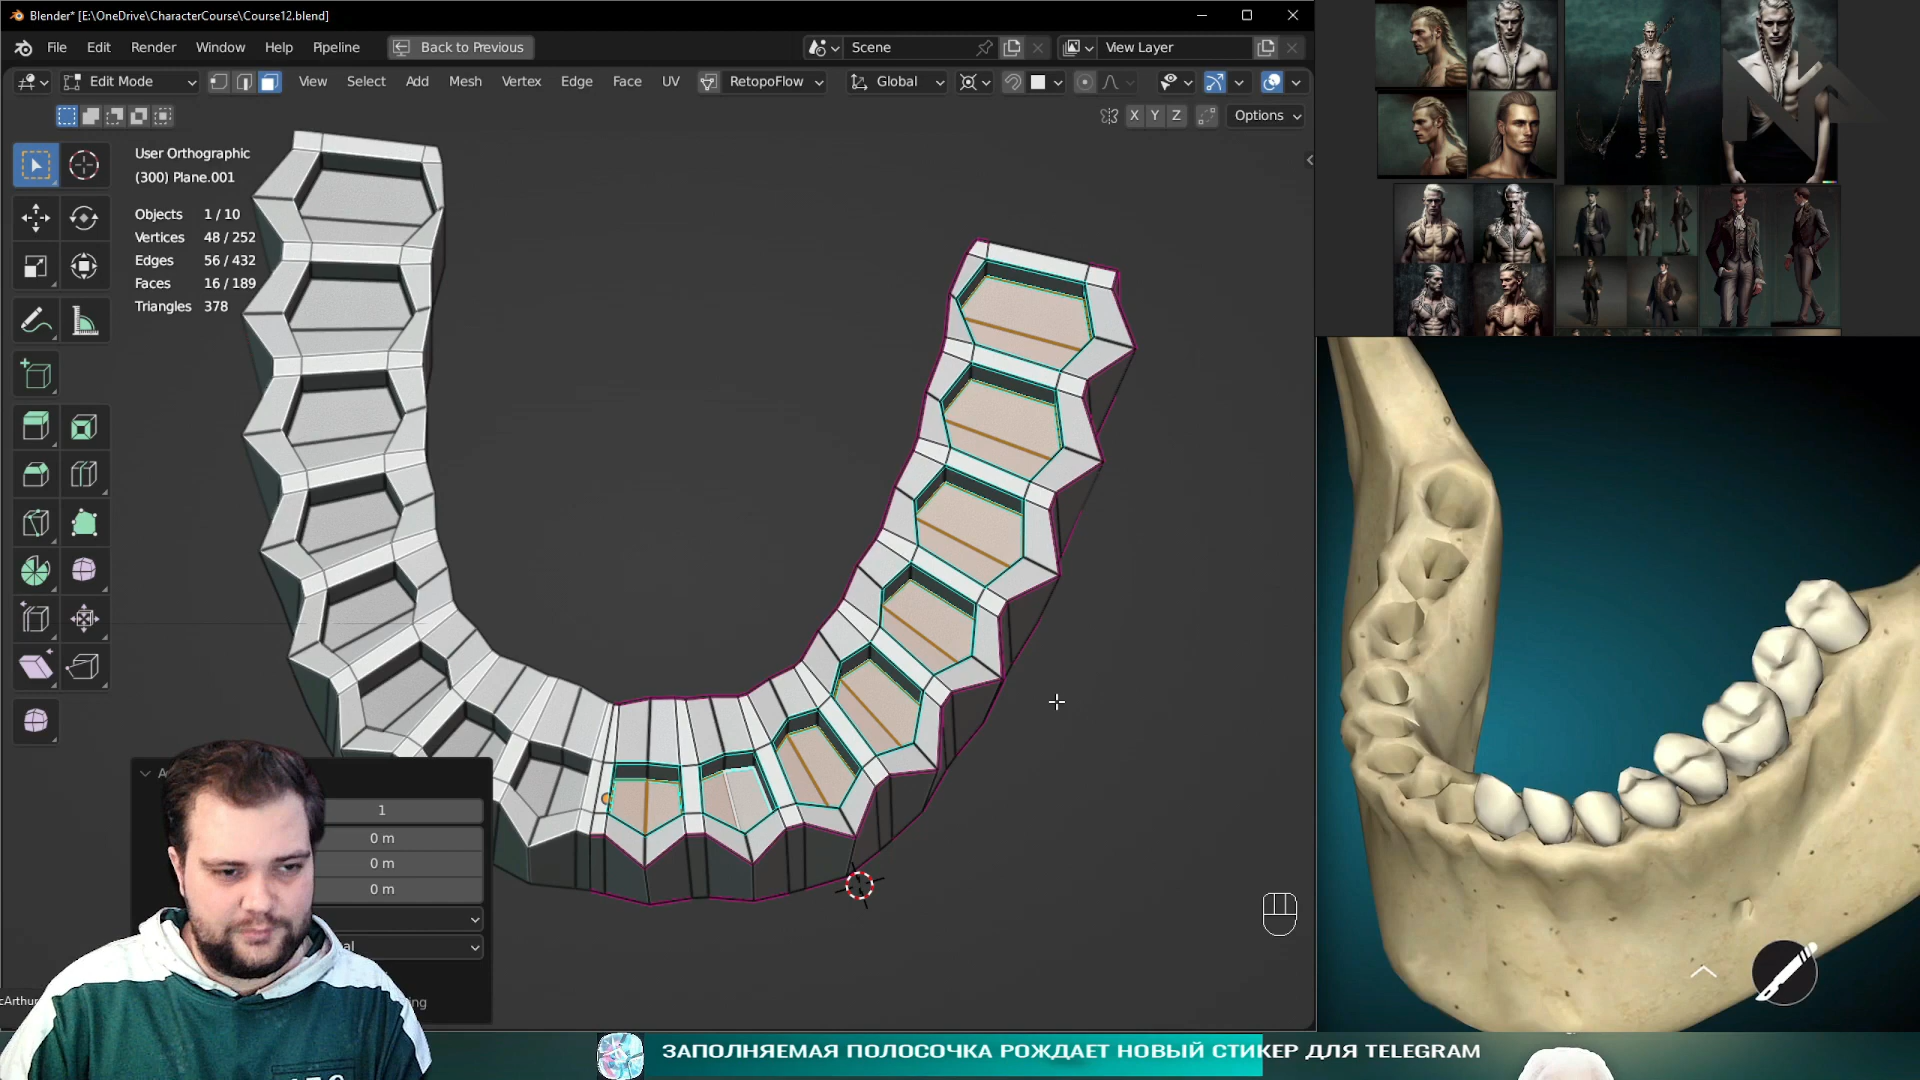 Blender* [E:\OneDrive\CharacterCourse\Course12.blend]
File Edit Render Window Help Pipeline Back to Previous Scene View Layer
Edit Mode View Select Add Mesh Vertex Edge Face UV RetopoFlow Global
X Y Z Options
User Orthographic
(300) Plane.001
Objects 1 / 10
Vertices 48 / 252
Edges 56 / 432
Faces 16 / 189
Triangles 378
1
0 m
0 m
0 m
al
cArthur
ng
ЗАПОЛНЯЕМАЯ ПОЛОСОЧКА РОЖДАЕТ НОВЫЙ СТИКЕР ДЛЯ TELEGRAM